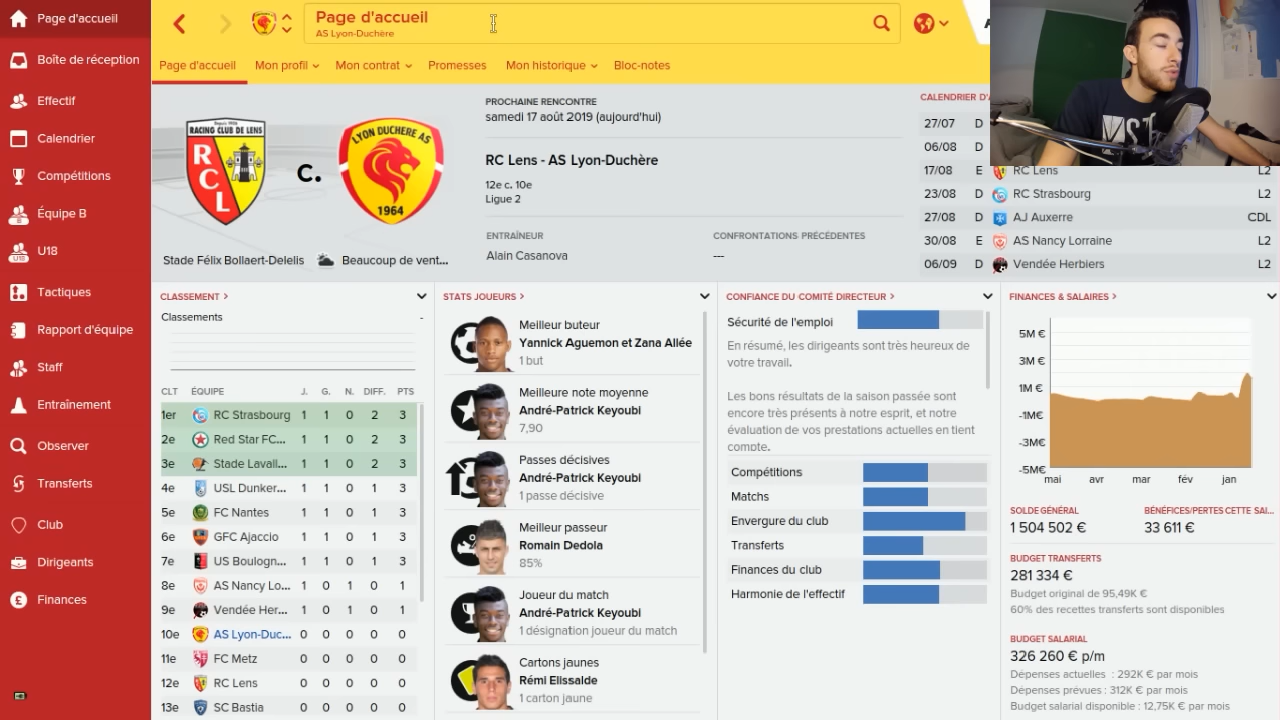 Page d'accueil
Boîte de réception
Effectif
Calendrier
Compétitions
Équipe B
U18
Tactiques
Rapport d'équipe
Staff
Entraînement
Observer
Transferts
Club
Dirigeants
Finances
Page d'accueil
AS Lyon-Duchère
Page d'accueil
Mon profil
Mon contrat
Promesses
Mon historique
Bloc-notes
Depuis 1906
RACING CLUB DE LENS
RCL
C.
LYON DUCHERE AS
1964
Stade Félix Bollaert-Delelis
Beaucoup de vent...
PROCHAINE RENCONTRE
samedi 17 août 2019 (aujourd'hui)
RC Lens - AS Lyon-Duchère
12e c. 10e
Ligue 2
ENTRAÎNEUR
Alain Casanova
CONFRONTATIONS PRÉCÉDENTES
---
CALENDRIER D'A
27/07 D
06/08 D
17/08 E RC Lens L2
23/08 D RC Strasbourg L2
27/08 D AJ Auxerre CDL
30/08 E AS Nancy Lorraine L2
06/09 D Vendée Herbiers L2
CLASSEMENT >
Classements -
CLT ÉQUIPE J. G. N. DIFF. PTS
1er RC Strasbourg 1 1 0 2 3
2e Red Star FC... 1 1 0 2 3
3e Stade Lavall... 1 1 0 2 3
4e USL Dunker... 1 1 0 1 3
5e FC Nantes 1 1 0 1 3
6e GFC Ajaccio 1 1 0 1 3
7e US Boulogn... 1 1 0 1 3
8e AS Nancy Lo... 1 0 1 0 1
9e Vendée Her... 1 0 1 0 1
10e AS Lyon-Duc... 0 0 0 0 0
11e FC Metz 0 0 0 0 0
12e RC Lens 0 0 0 0 0
13e SC Bastia 0 0 0 0 0
STATS JOUEURS >
Meilleur buteur
Yannick Aguemon et Zana Allée
1 but
Meilleure note moyenne
André-Patrick Keyoubi
7,90
Passes décisives
André-Patrick Keyoubi
1 passe décisive
Meilleur passeur
Romain Dedola
85%
Joueur du match
André-Patrick Keyoubi
1 désignation joueur du match
Cartons jaunes
Rémi Elissalde
1 carton jaune
CONFIANCE DU COMITÉ DIRECTEUR >
Sécurité de l'emploi
En résumé, les dirigeants sont très heureux de
votre travail.
Les bons résultats de la saison passée sont
encore très présents à notre esprit, et notre
évaluation de vos prestations actuelles en tient
compte.
Compétitions
Matchs
Envergure du club
Transferts
Finances du club
Harmonie de l'effectif
FINANCES & SALAIRES >
5M €
3M €
1M €
-1M€
-3M€
-5M€
mai avr mar fév jan
SOLDE GÉNÉRAL
1 504 502 €
BÉNÉFICES/PERTES CETTE SAI...
33 611 €
BUDGET TRANSFERTS
281 334 €
Budget original de 95,49K €
60% des recettes transferts sont disponibles
BUDGET SALARIAL
326 260 € p/m
Dépenses actuelles : 292K € par mois
Dépenses prévues : 312K € par mois
Budget salarial disponible : 12,75K € par mois